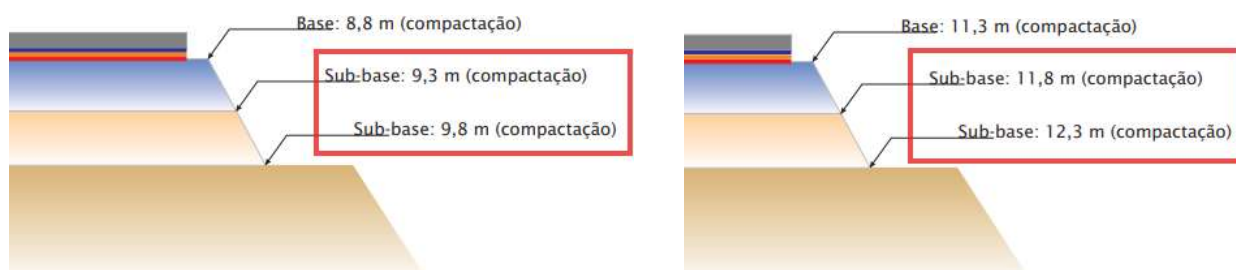 Base: 8,8 m (compactação)
Sub-base: 9,3 m (compactação)
Sub-base: 9,8 m (compactação)
Base: 11,3 m (compactação)
Sub-base: 11,8 m (compactação)
Sub-base: 12,3 m (compactação)